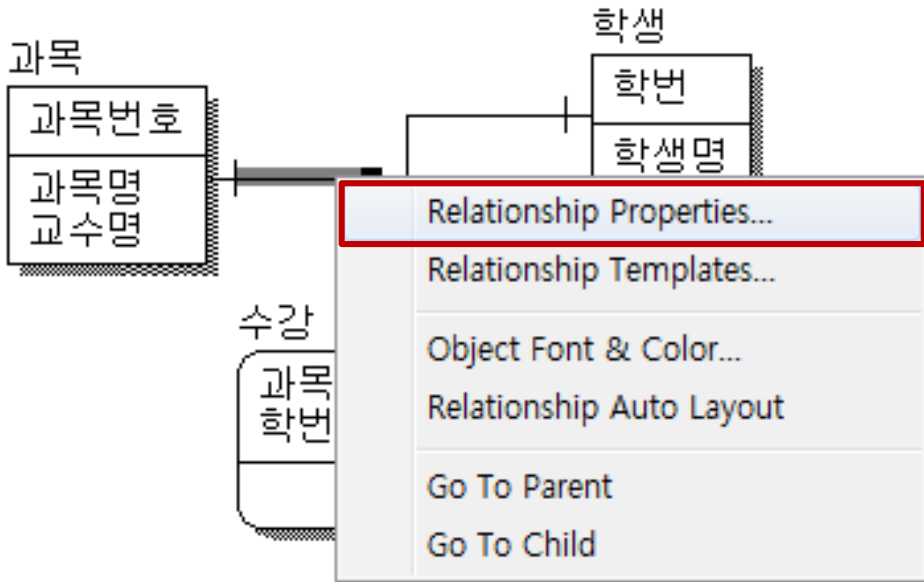 학생
과목
학번
과목번호
학생명
과목명
교수명
Relationship Properties...
Relationship Templates...
수강
Object Font & Color...
과목
학번
Relationship Auto Layout
Go To Parent
Go To Child